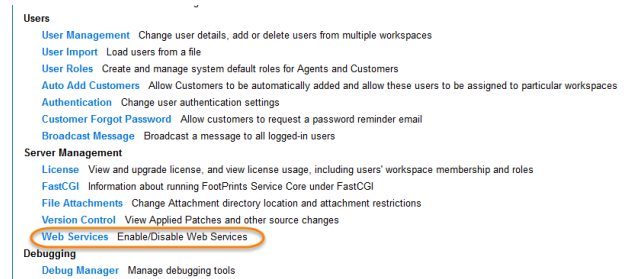 Users
User Management Change user details, add or delete users from multiple workspaces
User Import Load users from a file
User Roles Create and manage system default roles for Agents and Customers
Auto Add Customers Allow Customers to be automatically added and allow these users to be assigned to particular workspaces
Authentication Change user authentication settings
Customer Forgot Password Allow customers to request a password reminder email
Broadcast Message Broadcast a message to all logged-in users
Server Management
License View and upgrade license, and view license usage, including users' workspace membership and roles
FastCGI Information about running FootPrints Service Core under FastCGI
File Attachments Change Attachment directory location and attachment restrictions
Version Control View Applied Patches and other source changes
Web Services Enable/Disable Web Services
Debugging
Debug Manager Manage debugging tools